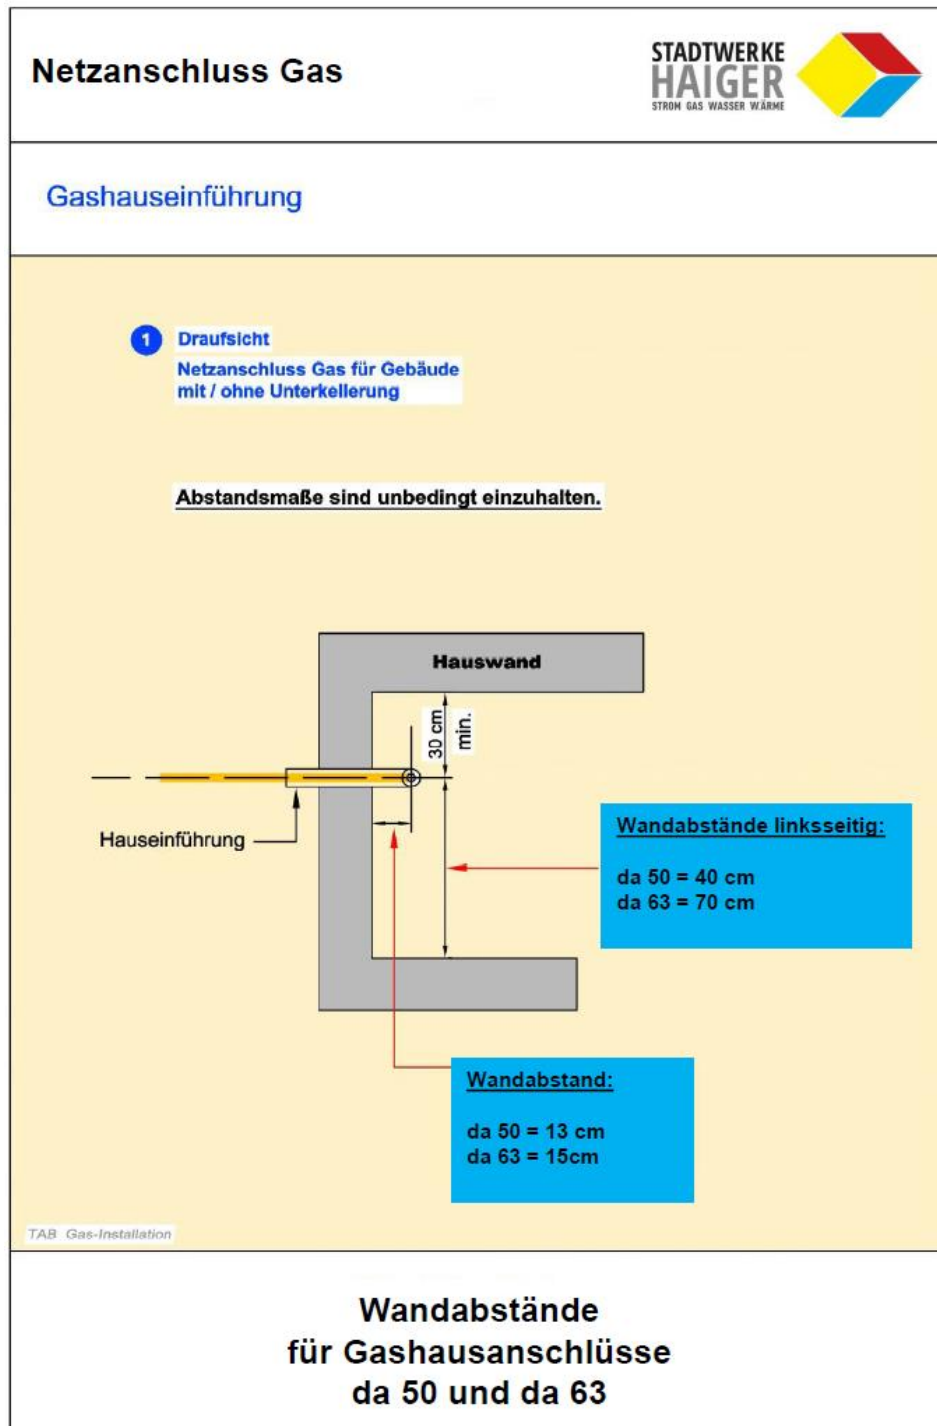 Netzanschluss Gas
STADTWERKE
HAIGER
STROM GAS WASSER WÄRME
Gashauseinführung
1 Draufsicht
Netzanschluss Gas für Gebäude
mit / ohne Unterkellerung
Abstandsmaße sind unbedingt einzuhalten.
Hauswand
30 cm
min.
Hauseinführung
Wandabstände linksseitig:
da 50 = 40 cm
da 63 = 70 cm
Wandabstand:
da 50 = 13 cm
da 63 = 15cm
TAB Gas-Installation
Wandabstände
für Gashausanschlüsse
da 50 und da 63